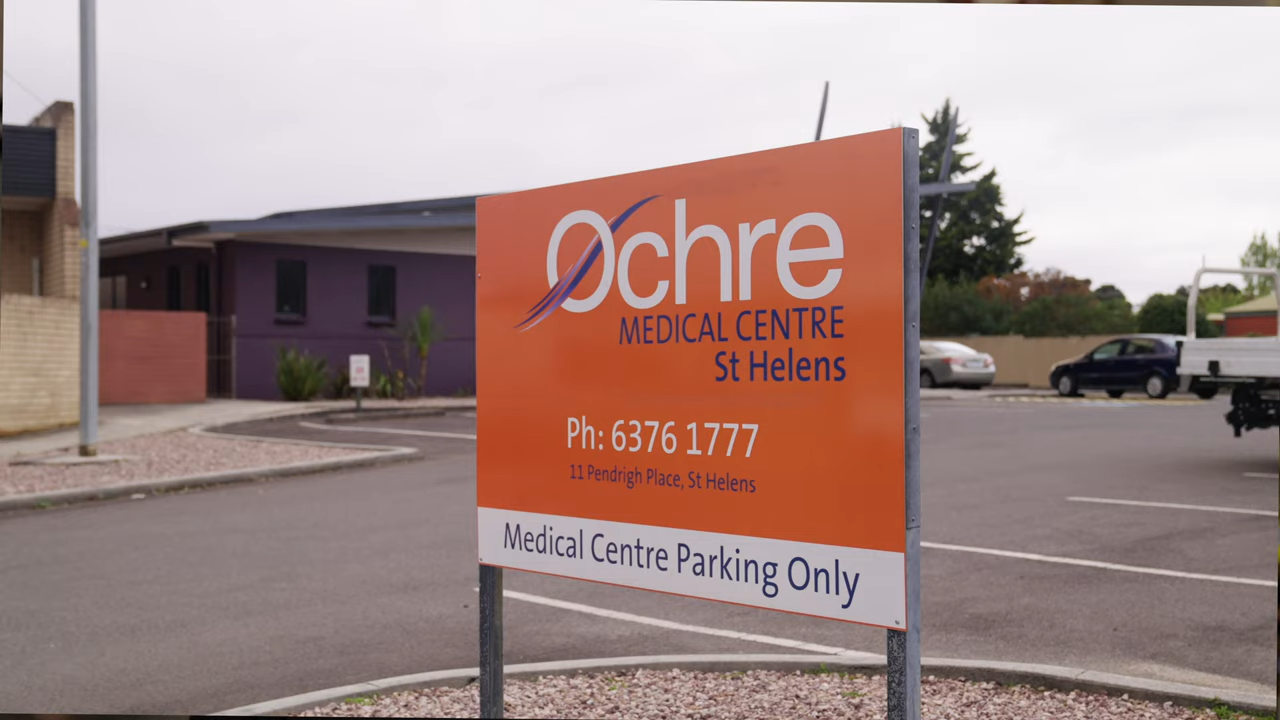 Ochre
MEDICAL CENTRE
St Helens
Ph: 6376 1777
11 Pendrigh Place, St Helens
Medical Centre Parking Only